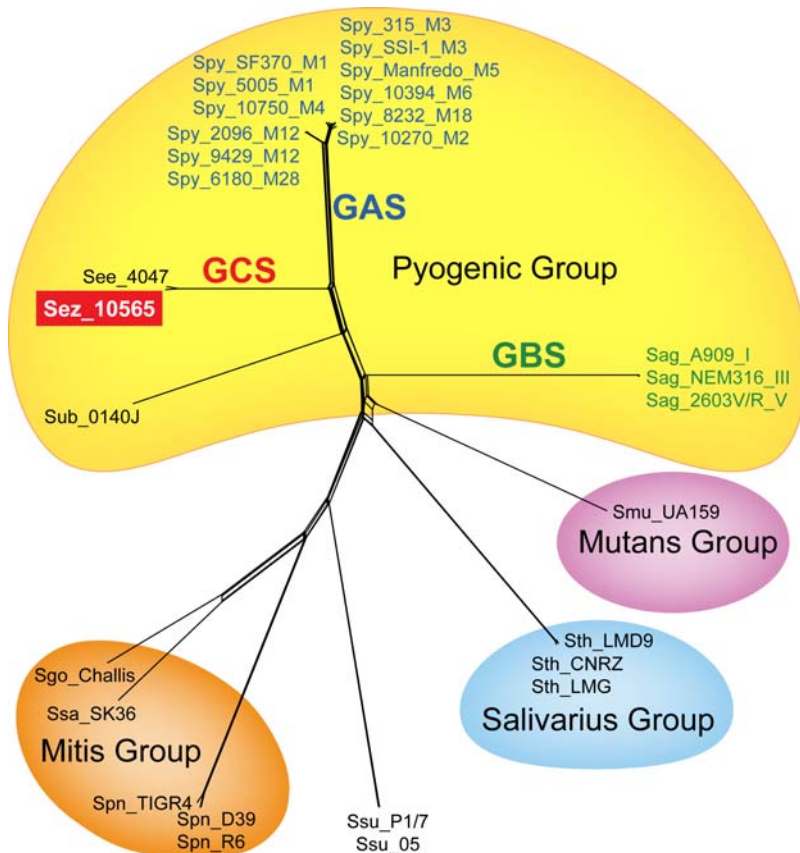 Spy_315_M3
Spy_SSI-1_M3
Spy_SF370_M1
Spy_Manfredo_M5
Spy_5005_M1
Spy_10394_M6
Spy_10750_M4
Spy_8232_M18
Spy_2096_M12
Spy_10270_M2
Spy_9429_M12
Spy_6180_M28
GAS
See_4047
GCS
Pyogenic Group
Sez_10565
GBS
Sag_A909_I
Sag_NEM316_III
Sag_2603V/R_V
Sub_0140J
Smu_UA159
Mutans Group
Sth_LMD9
Sth_CNRZ
Sth_LMG
Salivarius Group
Sgo_Challis
Ssa_SK36
Mitis Group
Spn_TIGR4
Spn_D39
Spn_R6
Ssu_P1/7
Ssu_05